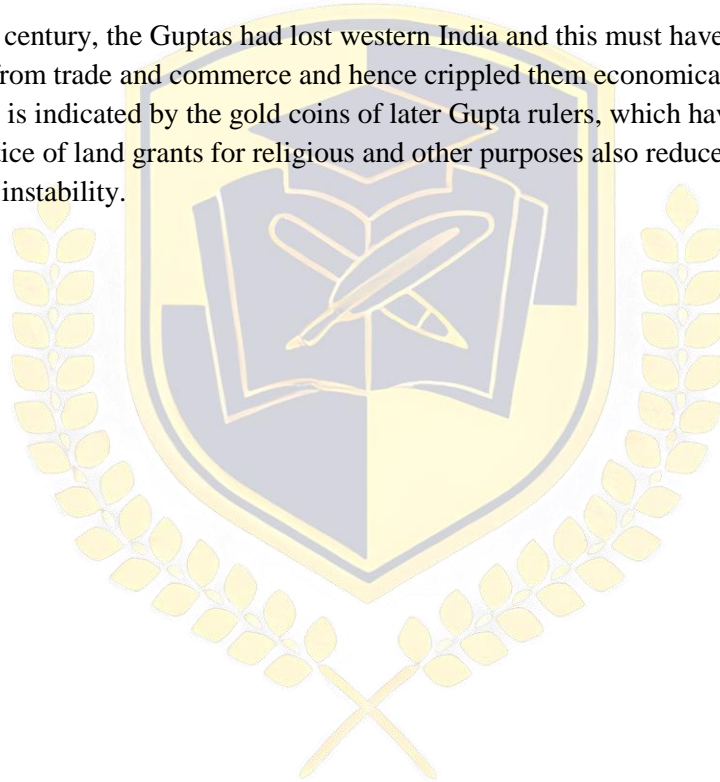 century, the Guptas had lost western India and this must have
from trade and commerce and hence crippled them economica
is indicated by the gold coins of later Gupta rulers, which hav
tice of land grants for religious and other purposes also reduce
instability.